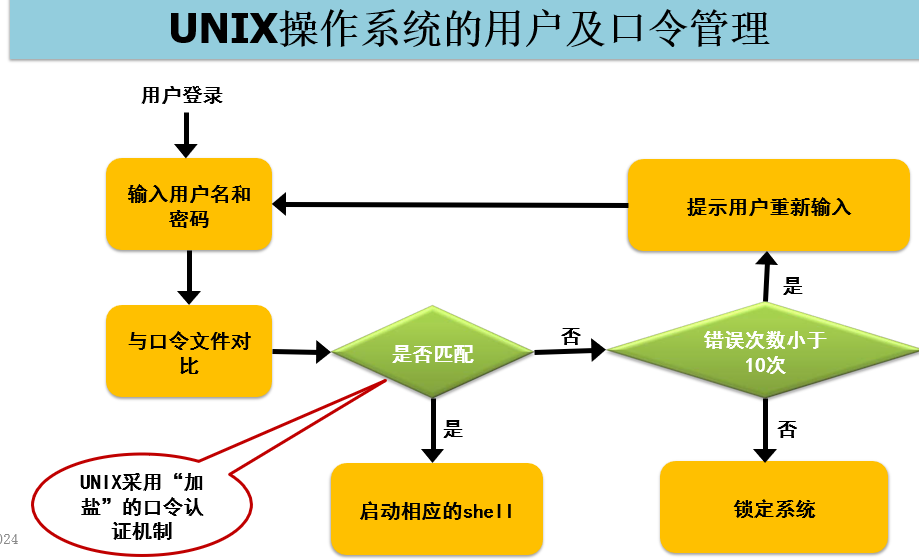 UNIX操作系统的用户及口令管理
用户登录
输入用户名和
密码
提示用户重新输入
是
与口令文件对
比
是否匹配
否
错误次数小于
10次
是
否
UNIX采用“加
盐”的口令认
证机制
启动相应的shell
锁定系统
024